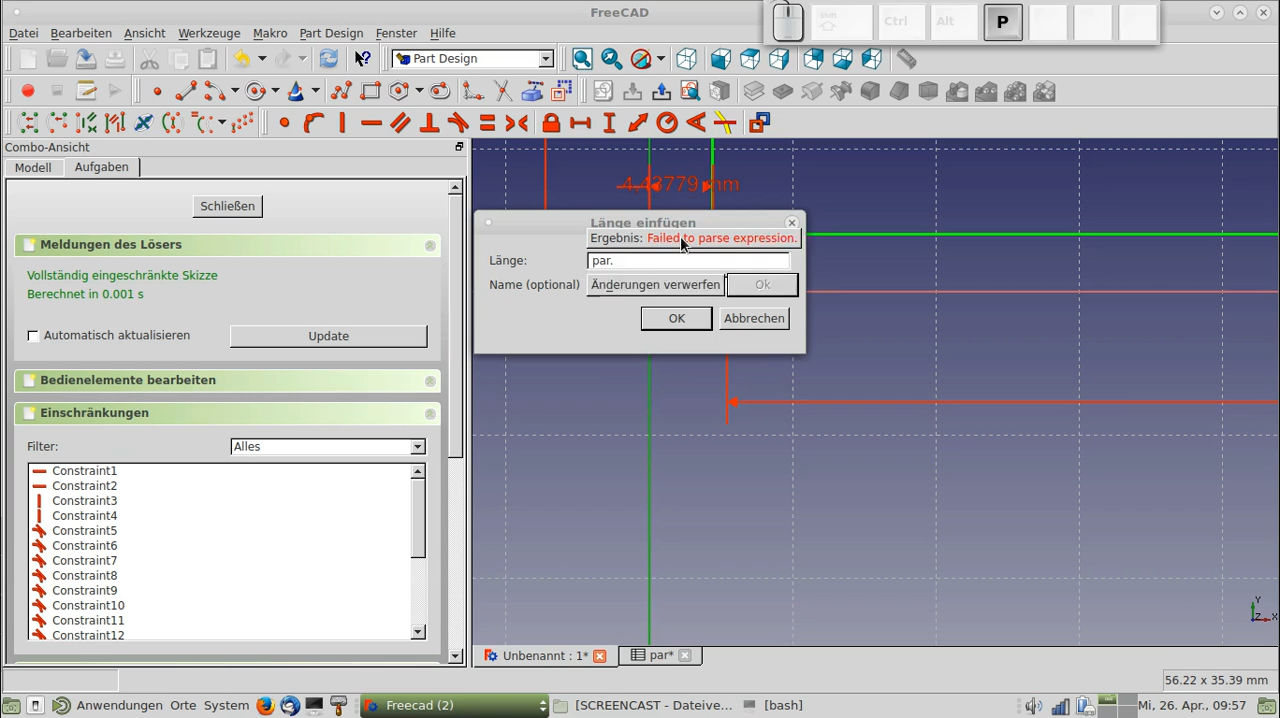 FreeCAD
Shift Ctrl Alt P
Datei Bearbeiten Ansicht Werkzeuge Makro Part Design Fenster Hilfe
Part Design
Combo-Ansicht
Modell Aufgaben
Schließen
Meldungen des Lösers
Vollständig eingeschränkte Skizze
Berechnet in 0.001 s
Automatisch aktualisieren Update
Bedienelemente bearbeiten
Einschränkungen
Filter: Alles
Constraint1
Constraint2
Constraint3
Constraint4
Constraint5
Constraint6
Constraint7
Constraint8
Constraint9
Constraint10
Constraint11
Constraint12
4.43779 mm
Länge einfügen
Ergebnis: Failed to parse expression.
Länge: par.
Name (optional) Änderungen verwerfen Ok
OK Abbrechen
Y
Z X
Unbenannt : 1* par*
56.22 x 35.39 mm
Anwendungen Orte System Freecad (2) [SCREENCAST - Dateive... [bash] Mi, 26. Apr., 09:57